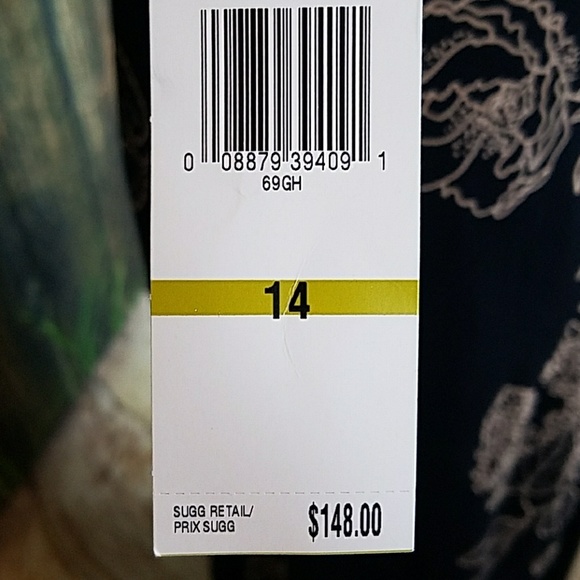 0 08879 39409 1
69GH
14
SUGG RETAIL/
PRIX SUGG
$148.00